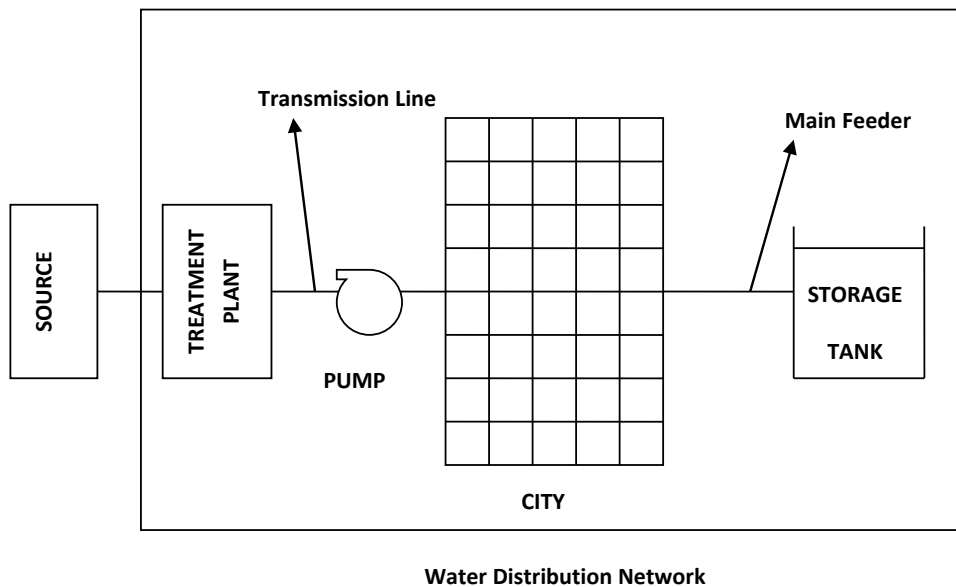 Transmission Line
Main Feeder
SOURCE
TREATMENT
PLANT
PUMP
STORAGE
TANK
CITY
Water Distribution Network